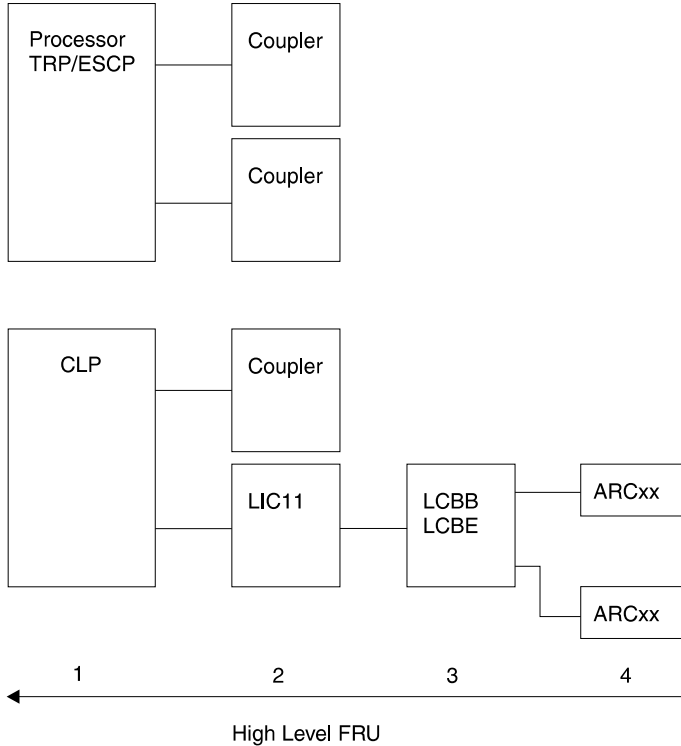 Processor
TRP/ESCP
Coupler
Coupler
CLP
Coupler
LIC11
LCBB
LCBE
ARCxx
ARCxx
1 2 3 4
High Level FRU